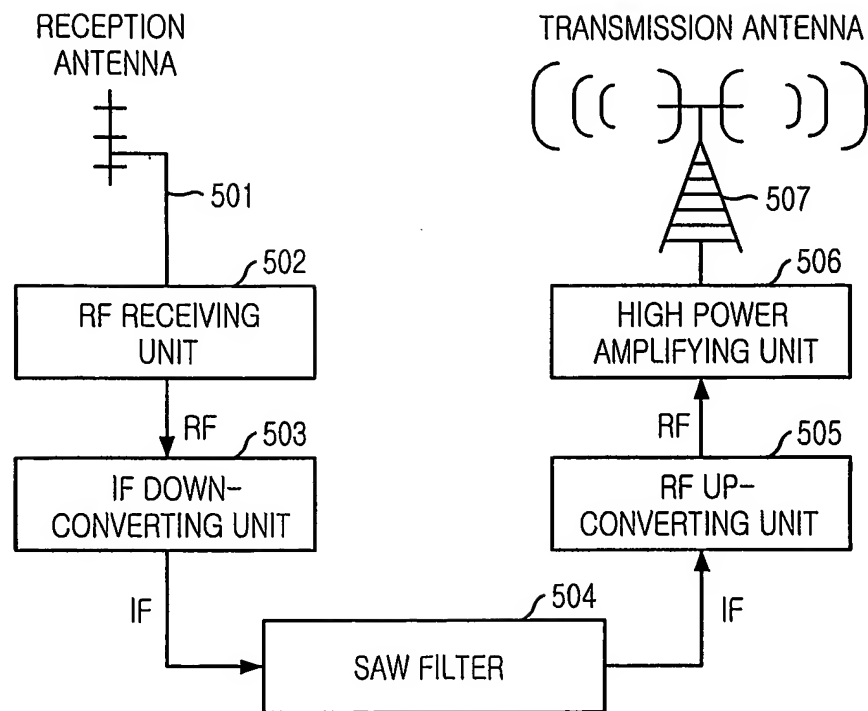 RECEPTION
ANTENNA
TRANSMISSION ANTENNA
501
507
502
RF RECEIVING
UNIT
506
HIGH POWER
AMPLIFYING UNIT
RF
503
IF DOWN-
CONVERTING UNIT
RF
505
RF UP-
CONVERTING UNIT
IF
504
SAW FILTER
IF